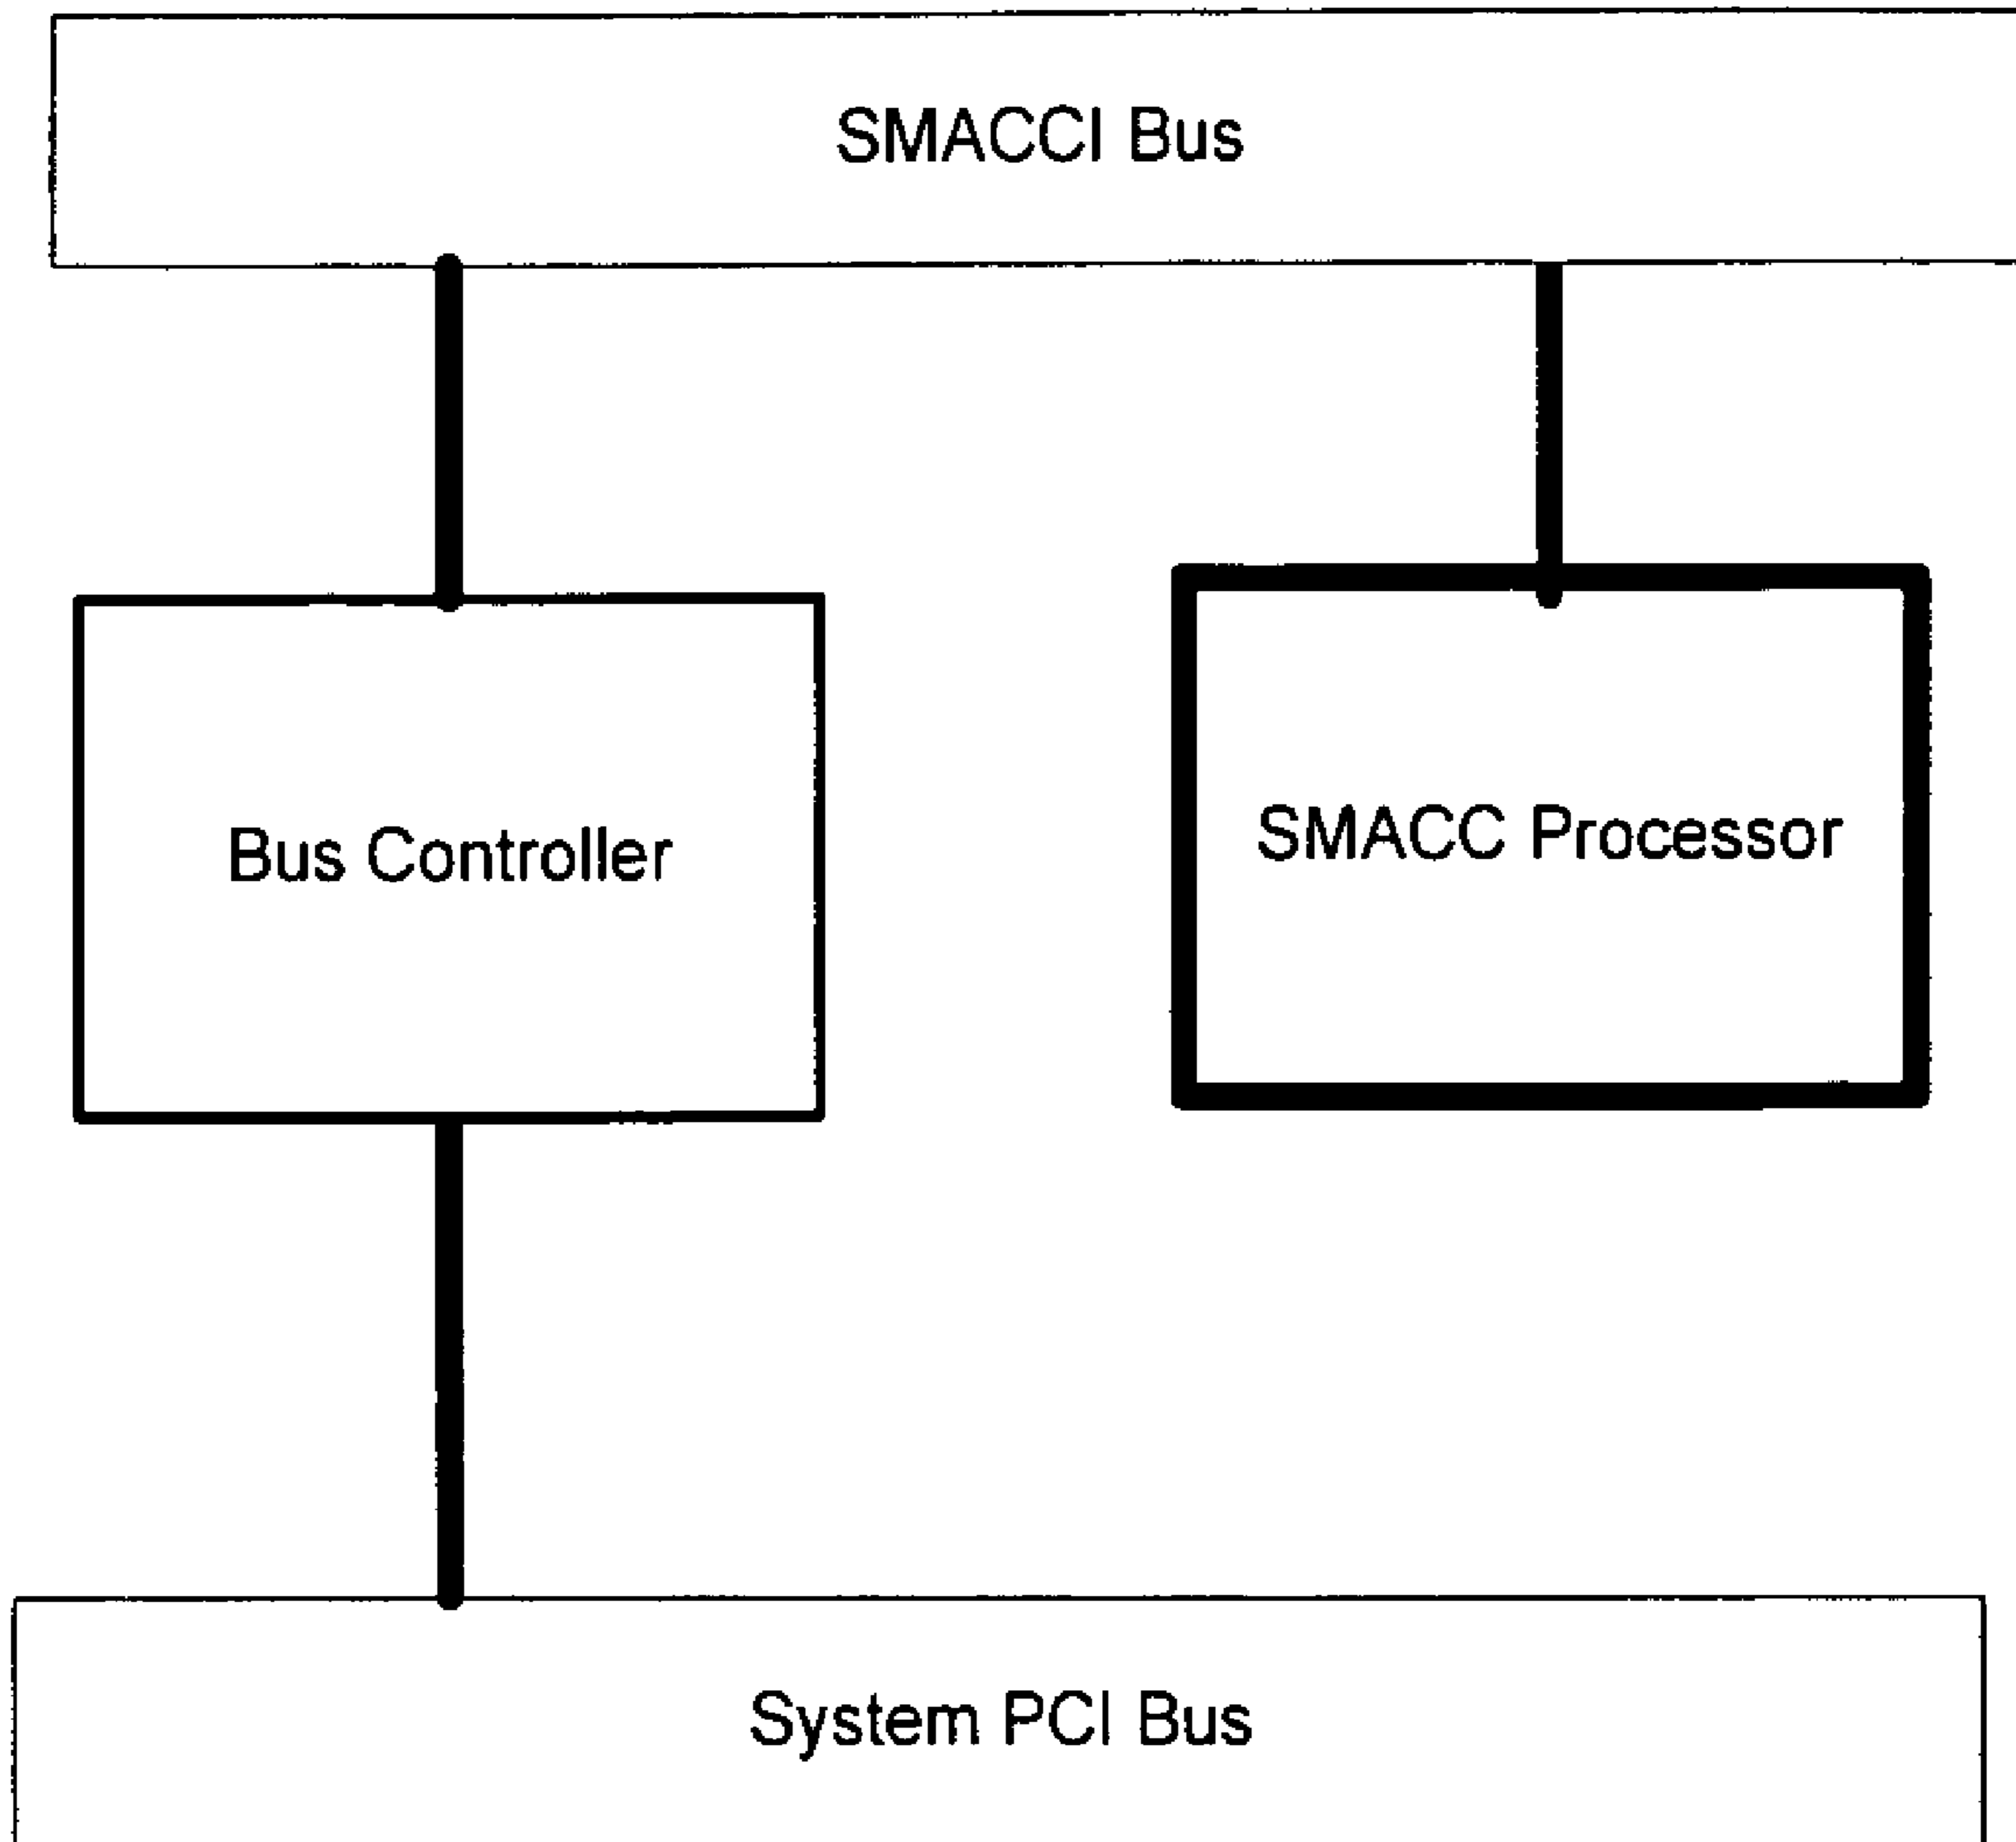 SMACCI Bus
Bus Controller
SMACC Processor
System PCI Bus